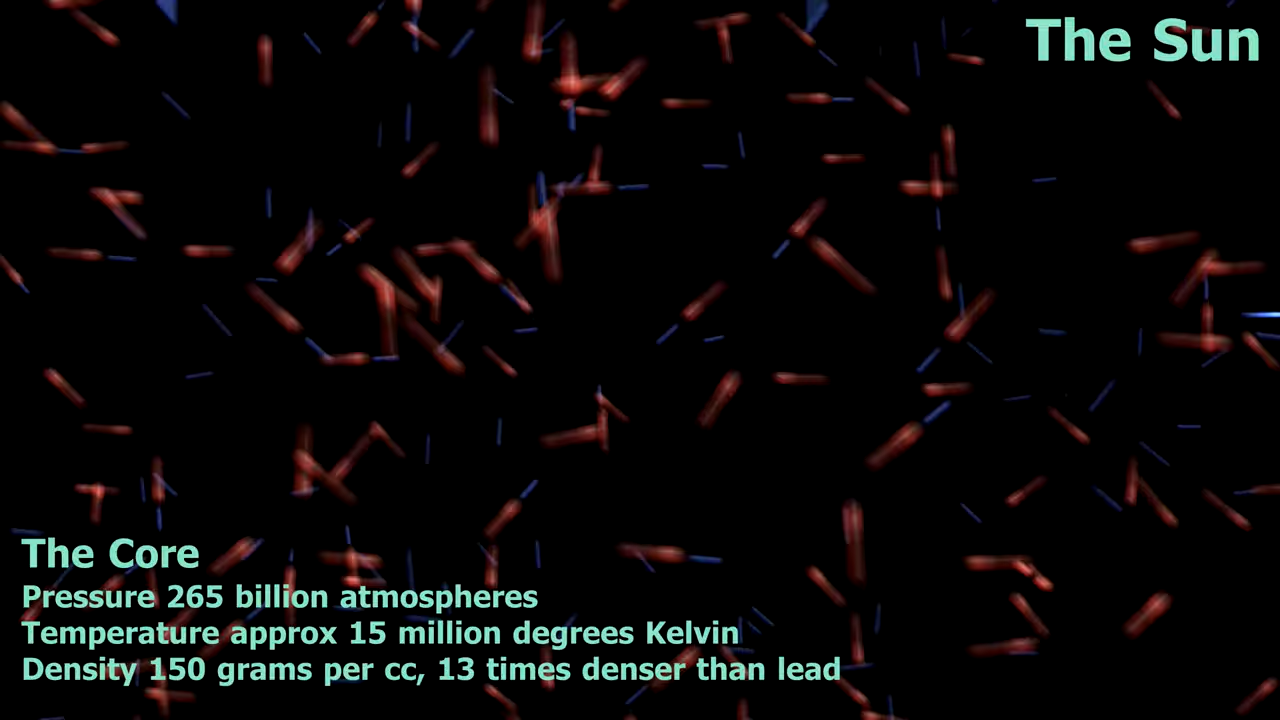 The Sun
The Core
Pressure 265 billion atmospheres
Temperature approx 15 million degrees Kelvin
Density 150 grams per cc, 13 times denser than lead